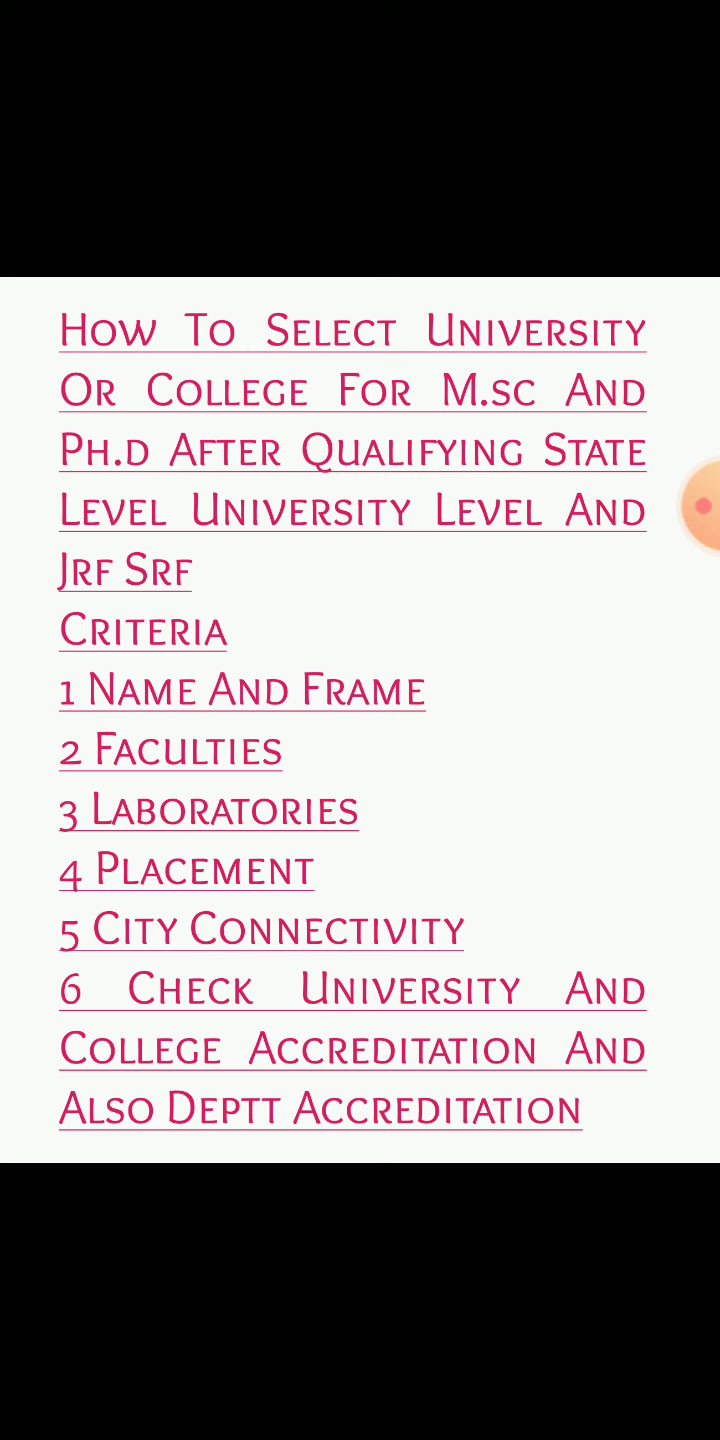 How To Select University
Or College For M.sc And
Ph.d After Qualifying State
Level University Level And
Jrf Srf
Criteria
1 Name And Frame
2 Faculties
3 Laboratories
4 Placement
5 City Connectivity
6 Check University And
College Accreditation And
Also Deptt Accreditation